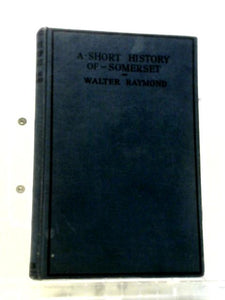 A·SHORT HISTORY
OF—SOMERSET
WALTER RAYMOND